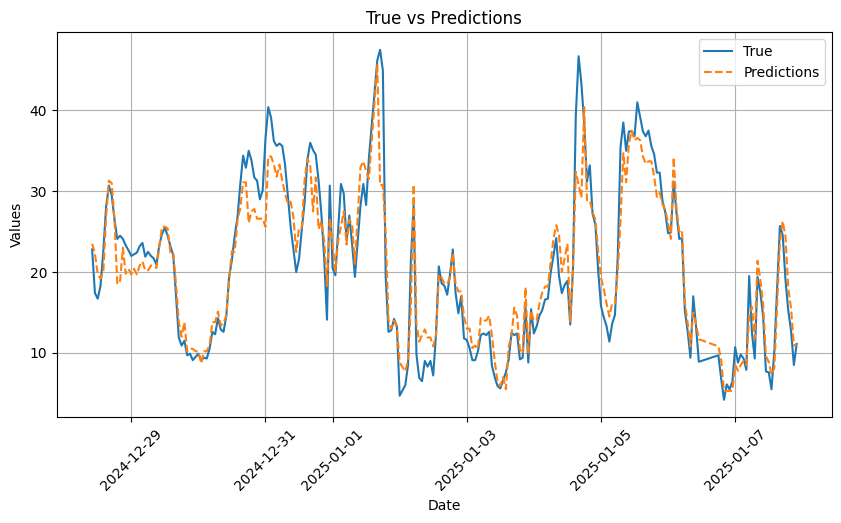 True vs Predictions
True
Predictions
Values
40
30
20
10
2024-12-29
2024-12-31
2025-01-01
2025-01-03
2025-01-05
2025-01-07
Date